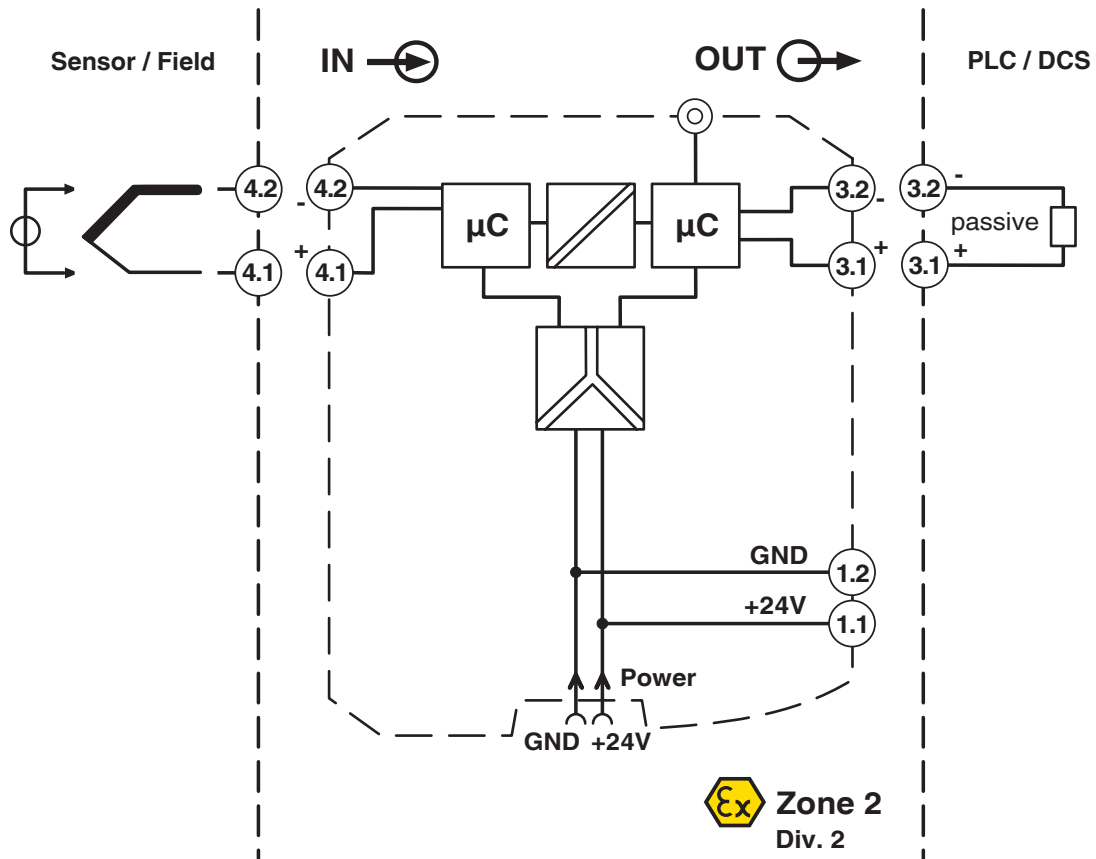 Sensor / Field
IN
OUT
PLC / DCS
4.2
4.2
-
µC
µC
3.2
-
3.2
-
passive
4.1
+
4.1
3.1
+
3.1
+
GND
1.2
+24V
1.1
Power
GND +24V
Ex Zone 2
Div. 2